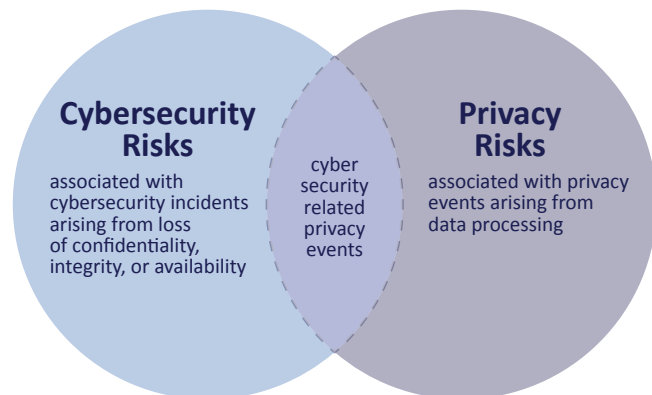 Cybersecurity
Risks
associated with
cybersecurity incidents
arising from loss
of confidentiality,
integrity, or availability
cyber
security
related
privacy
events
Privacy
Risks
associated with privacy
events arising from
data processing